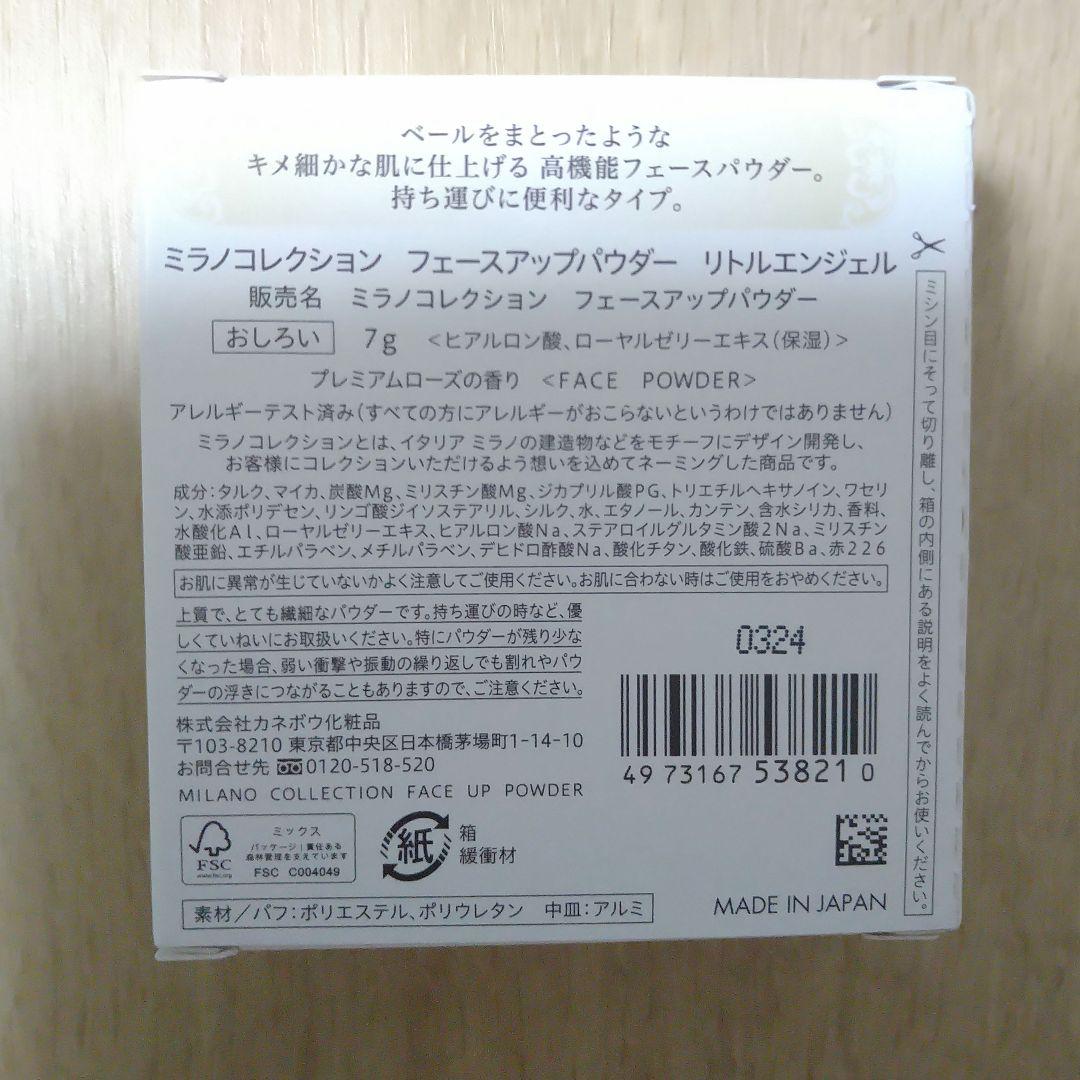 ベールをまとったような
キメ細かな肌に仕上げる 高機能フェースパウダー。
持ち運びに便利なタイプ。
ミラノコレクション フェースアップパウダー リトルエンジェル
販売名 ミラノコレクション フェースアップパウダー
おしろい 7g <ヒアルロン酸、ローヤルゼリーエキス(保湿)>
プレミアムローズの香り <FACE POWDER>
アレルギーテスト済み(すべての方にアレルギーがおこらないというわけではありません)
ミラノコレクションとは、イタリア ミラノの建造物などをモチーフにデザイン開発し、
お客様にコレクションいただけるよう想いを込めてネーミングした商品です。
成分:タルク、マイカ、炭酸Mg、ミリスチン酸Mg、ジカプリル酸PG、トリエチルヘキサノイン、ワセリ
ン、水添ポリデセン、リンゴ酸ジイソステアリル、シルク、水、エタノール、カンテン、含水シリカ、香料、
水酸化Al、ローヤルゼリーエキス、ヒアルロン酸Na、ステアロイルグルタミン酸2Na、ミリスチン
酸亜鉛、エチルパラベン、メチルパラベン、デヒドロ酢酸Na、酸化チタン、酸化鉄、硫酸Ba、赤226
お肌に異常が生じていないかよく注意してご使用ください。お肌に合わない時はご使用をおやめください。
上質で、とても繊細なパウダーです。持ち運びの時など、優
しくていねいにお取扱いください。特にパウダーが残り少な
くなった場合、弱い衝撃や振動の繰り返しでも割れやパウ
ダーの浮きにつながることもありますので、ご注意ください。
株式会社カネボウ化粧品
〒103-8210 東京都中央区日本橋茅場町1-14-10
お問合せ先 0120-518-520
MILANO COLLECTION FACE UP POWDER
FSC
www.fsc.org
ミックス
パッケージ|責任ある
森林管理を支えています
FSC C004049
紙
箱
緩衝材
素材/パフ:ポリエステル、ポリウレタン 中皿:アルミ
0324
4973167538210
MADE IN JAPAN
ミシン目にそって切り離し、箱の内側にある説明をよく読んでからお使いください。